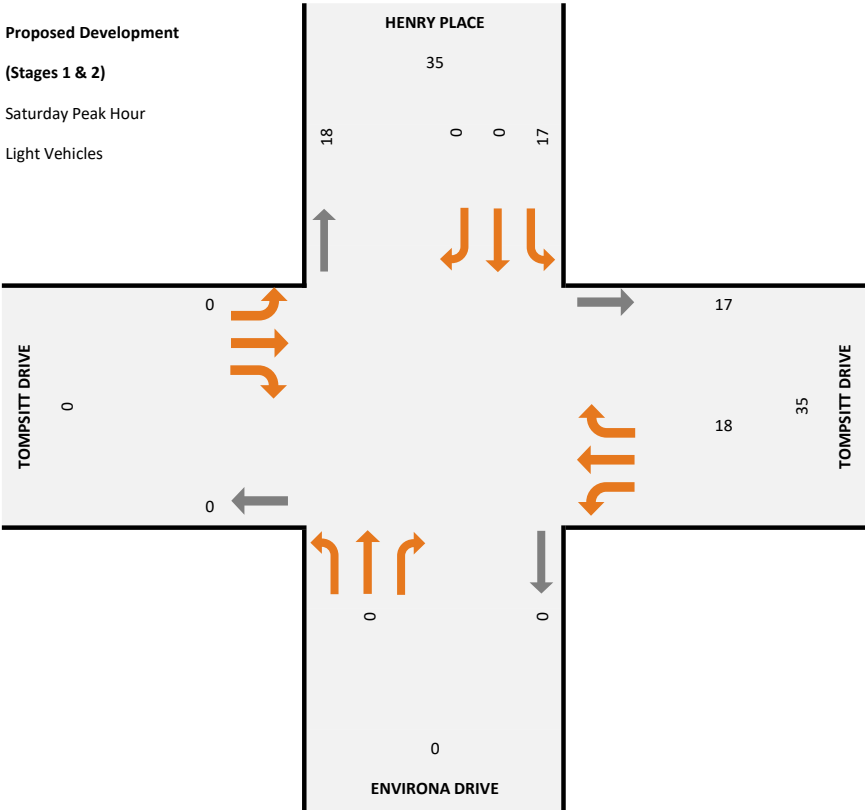 Proposed Development
(Stages 1 & 2)
Saturday Peak Hour
Light Vehicles
HENRY PLACE
35
18
0
0
17
0
17
TOMPSITT DRIVE
0
18
35
TOMPSITT DRIVE
0
0
0
0
ENVIRONA DRIVE